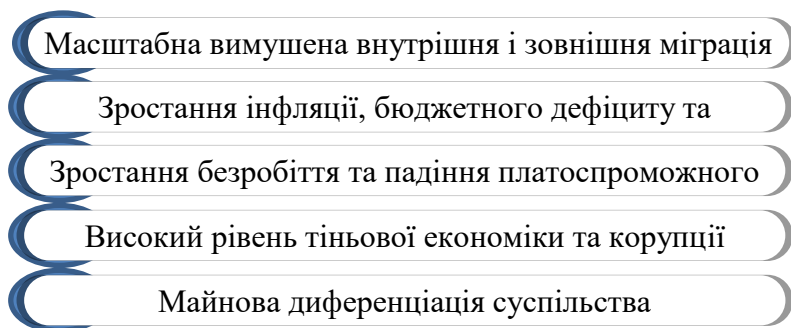 Масштабна вимушена внутрішня і зовнішня міграція
Зростання інфляції, бюджетного дефіциту та
Зростання безробіття та падіння платоспроможного
Високий рівень тіньової економіки та корупції
Майнова диференціація суспільства